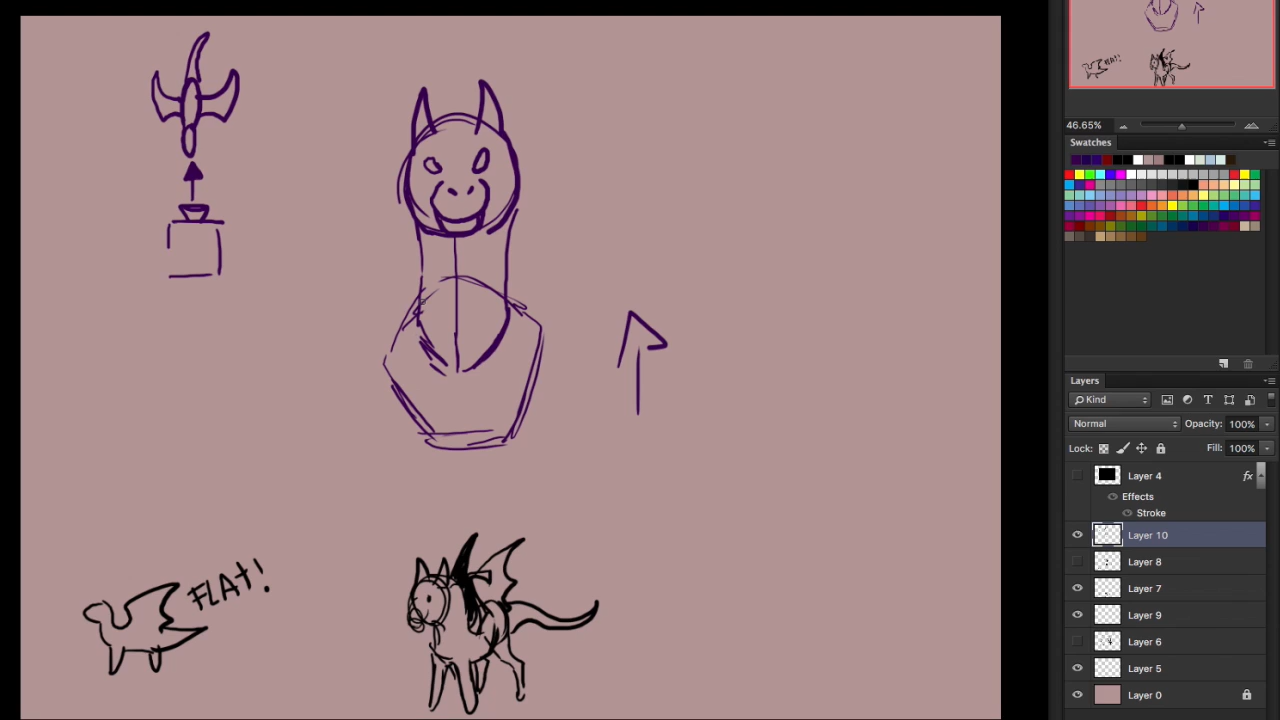 FLAT!
46.65%
Swatches
Layers
Kind
Normal
Opacity: 100%
Lock:
Fill: 100%
Layer 4
fx
Effects
Stroke
Layer 10
Layer 8
Layer 7
Layer 9
Layer 6
Layer 5
Layer 0